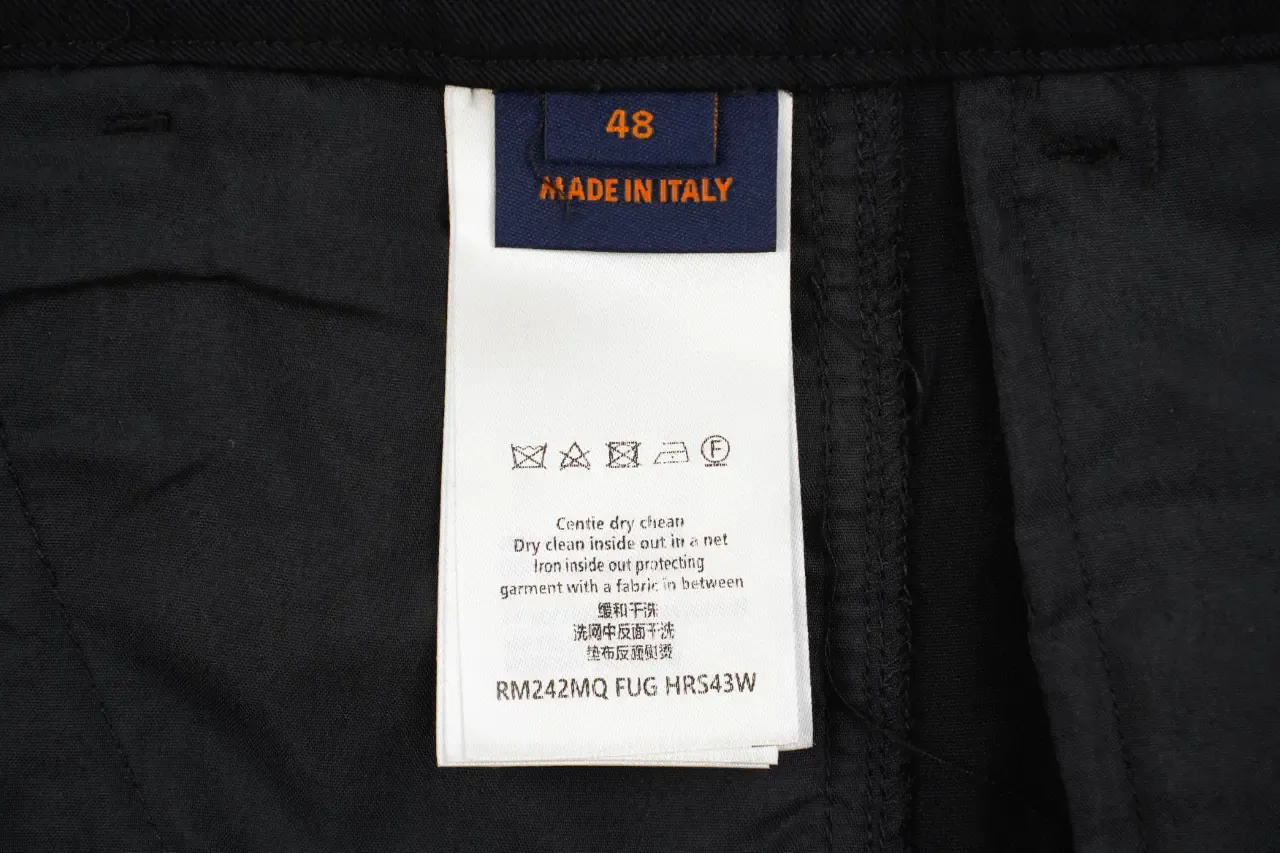 48
MADE IN ITALY
F
Centie dry chean
Dry clean inside out in a net
Iron inside out protecting
garment with a fabric in between
缓和干洗
洗网中反面干洗
垫布反面熨烫
RM242MQ FUG HRS43W